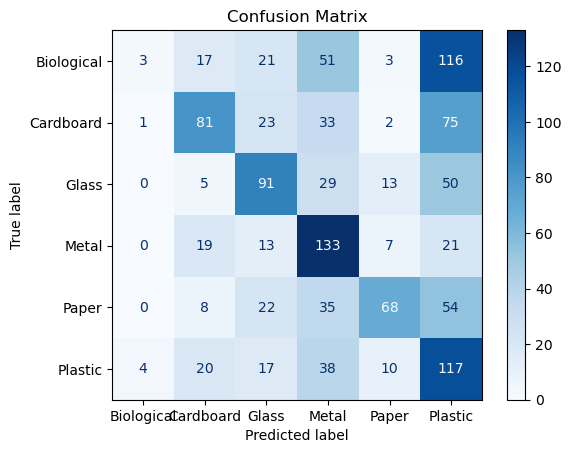 Confusion Matrix
Biological 3 17 21 51 3 116
Cardboard 1 81 23 33 2 75
Glass 0 5 91 29 13 50
Metal 0 19 13 133 7 21
Paper 0 8 22 35 68 54
Plastic 4 20 17 38 10 117
Biological Cardboard Glass Metal Paper Plastic
Predicted label
True label
120
100
80
60
40
20
0